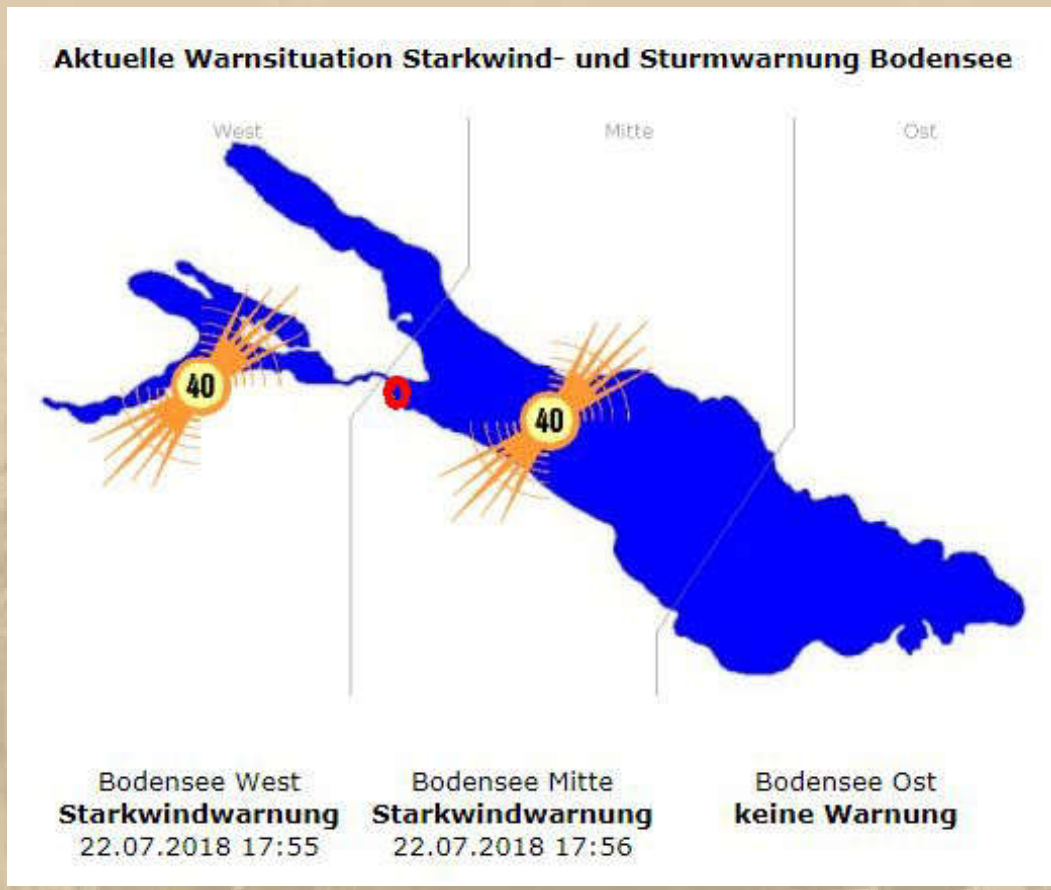 Aktuelle Warnsituation Starkwind- und Sturmwarnung Bodensee
West
Mitte
Ost
40
40
Bodensee West
Starkwindwarnung
22.07.2018 17:55
Bodensee Mitte
Starkwindwarnung
22.07.2018 17:56
Bodensee Ost
keine Warnung